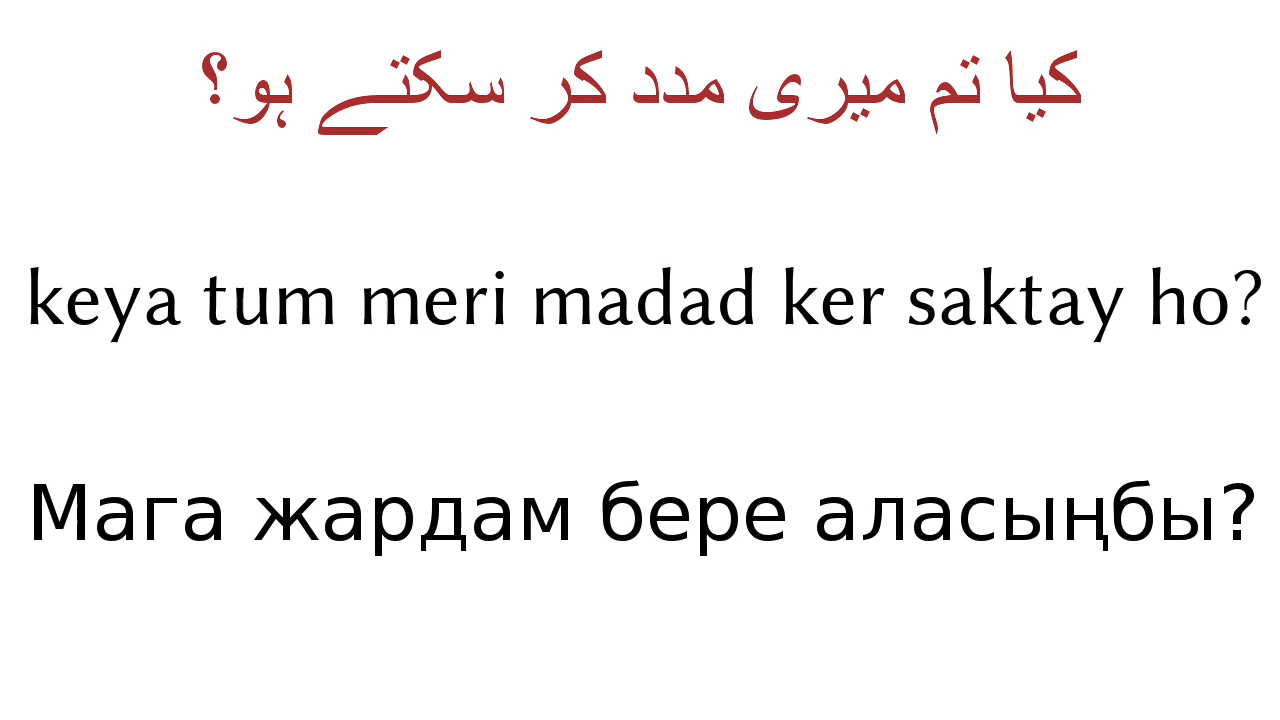 کیا تم میری مدد کر سکتے ہو؟
keya tum meri madad ker saktay ho?
Мага жардам бере аласыңбы?